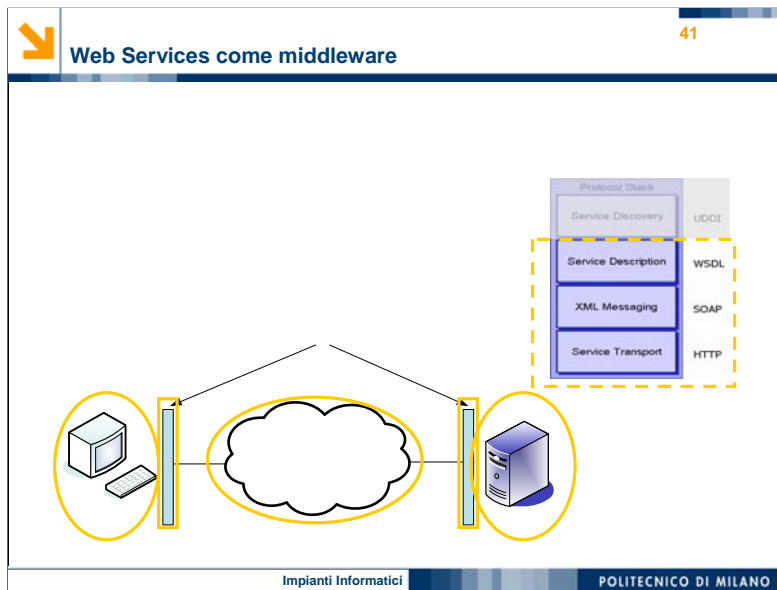 41
Web Services come middleware
Protocol Stack
Service Discovery UDDI
Service Description WSDL
XML Messaging SOAP
Service Transport HTTP
Impianti Informatici
POLITECNICO DI MILANO